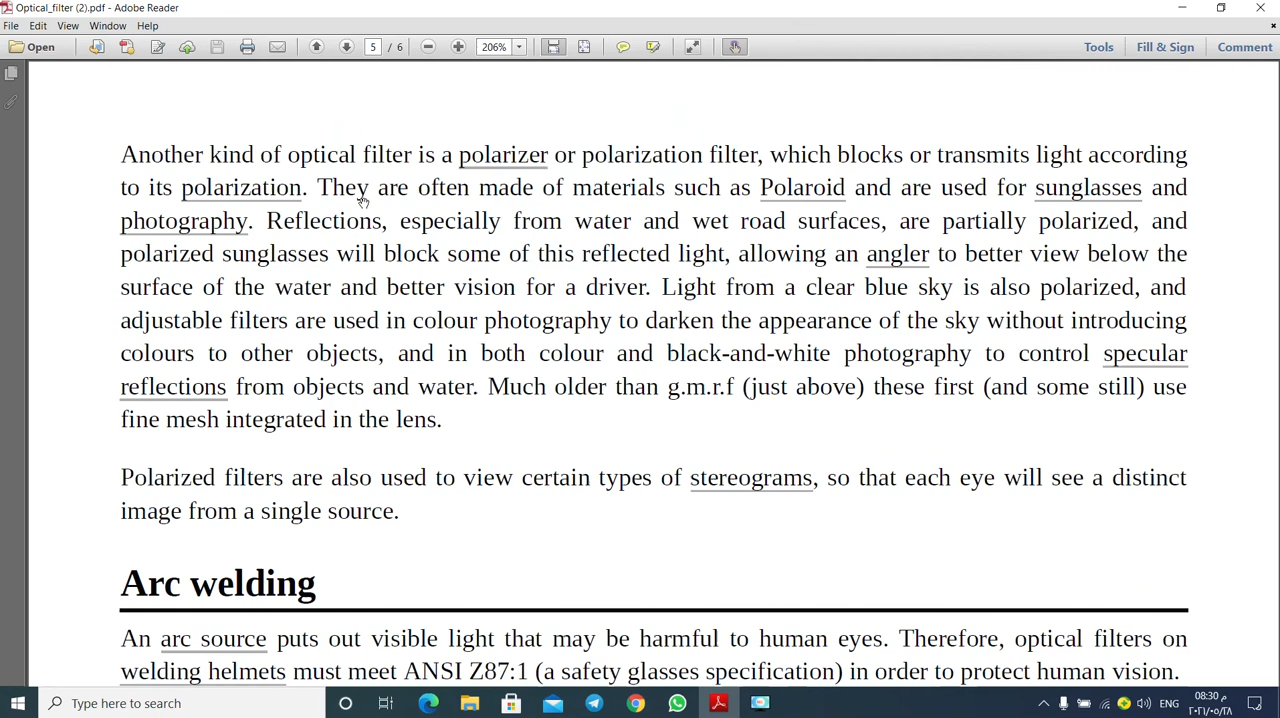 Optical_filter (2).pdf - Adobe Reader
File Edit View Window Help
Open 5 / 6 206% Tools Fill & Sign Comment
Another kind of optical filter is a polarizer or polarization filter, which blocks or transmits light according
to its polarization. They are often made of materials such as Polaroid and are used for sunglasses and
photography. Reflections, especially from water and wet road surfaces, are partially polarized, and
polarized sunglasses will block some of this reflected light, allowing an angler to better view below the
surface of the water and better vision for a driver. Light from a clear blue sky is also polarized, and
adjustable filters are used in colour photography to darken the appearance of the sky without introducing
colours to other objects, and in both colour and black-and-white photography to control specular
reflections from objects and water. Much older than g.m.r.f (just above) these first (and some still) use
fine mesh integrated in the lens.
Polarized filters are also used to view certain types of stereograms, so that each eye will see a distinct
image from a single source.
Arc welding
An arc source puts out visible light that may be harmful to human eyes. Therefore, optical filters on
welding helmets must meet ANSI Z87:1 (a safety glasses specification) in order to protect human vision.
Type here to search
ENG
08:30 م
٢٠٢١/٠٥/٢٨